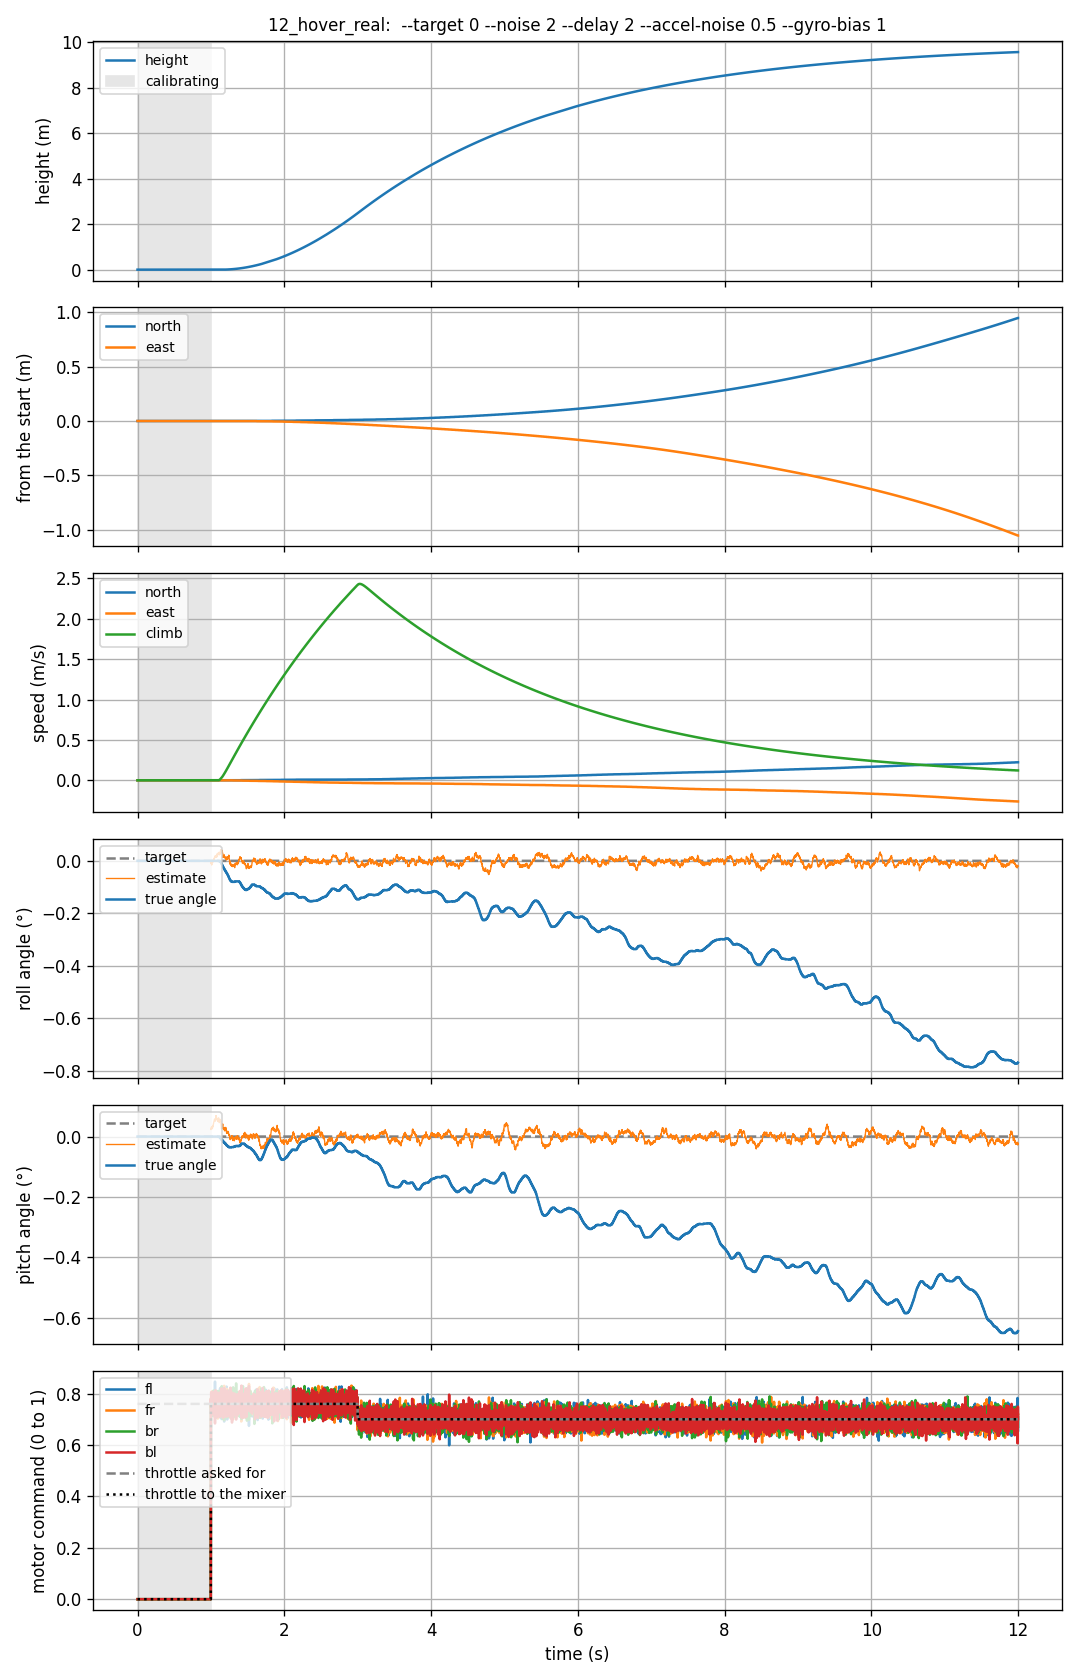 12_hover_real:  --target 0 --noise 2 --delay 2 --accel-noise 0.5 --gyro-bias 1
height (m)
10
8
6
4
2
0
height
calibrating
from the start (m)
1.0
0.5
0.0
−0.5
−1.0
north
east
speed (m/s)
2.5
2.0
1.5
1.0
0.5
0.0
north
east
climb
roll angle (°)
0.0
−0.2
−0.4
−0.6
−0.8
target
estimate
true angle
pitch angle (°)
0.0
−0.2
−0.4
−0.6
target
estimate
true angle
motor command (0 to 1)
0.8
0.6
0.4
0.2
0.0
fl
fr
br
bl
throttle asked for
throttle to the mixer
0 2 4 6 8 10 12
time (s)